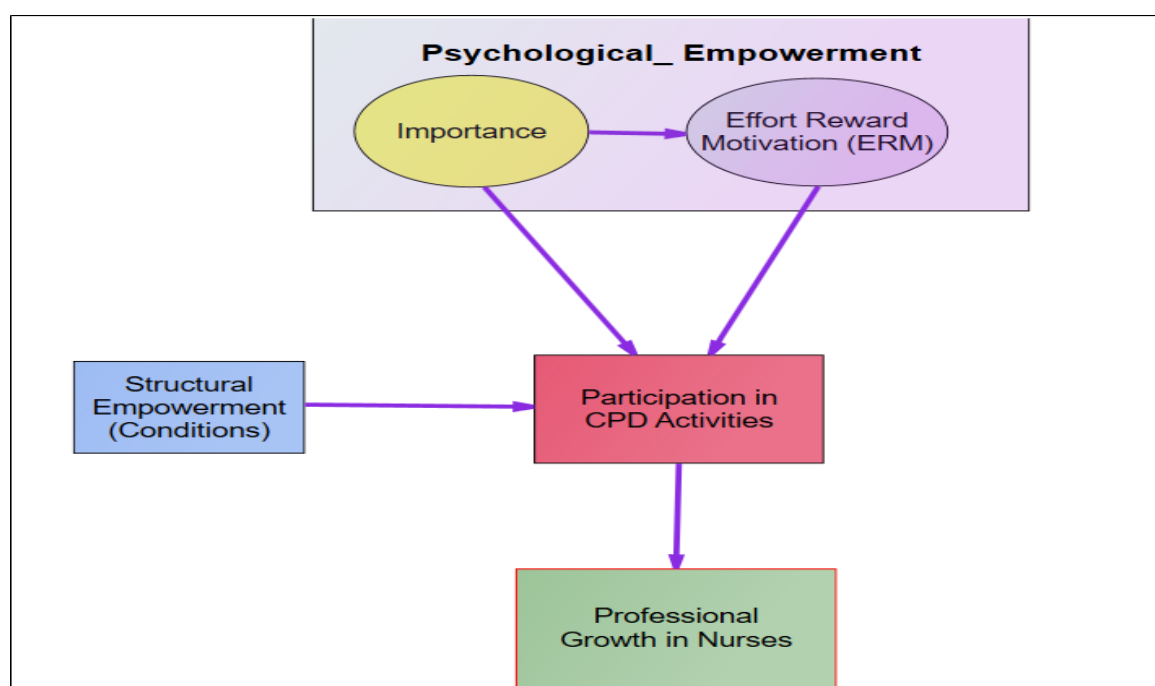 Psychological_ Empowerment
Importance
Effort Reward
Motivation (ERM)
Structural
Empowerment
(Conditions)
Participation in
CPD Activities
Professional
Growth in Nurses